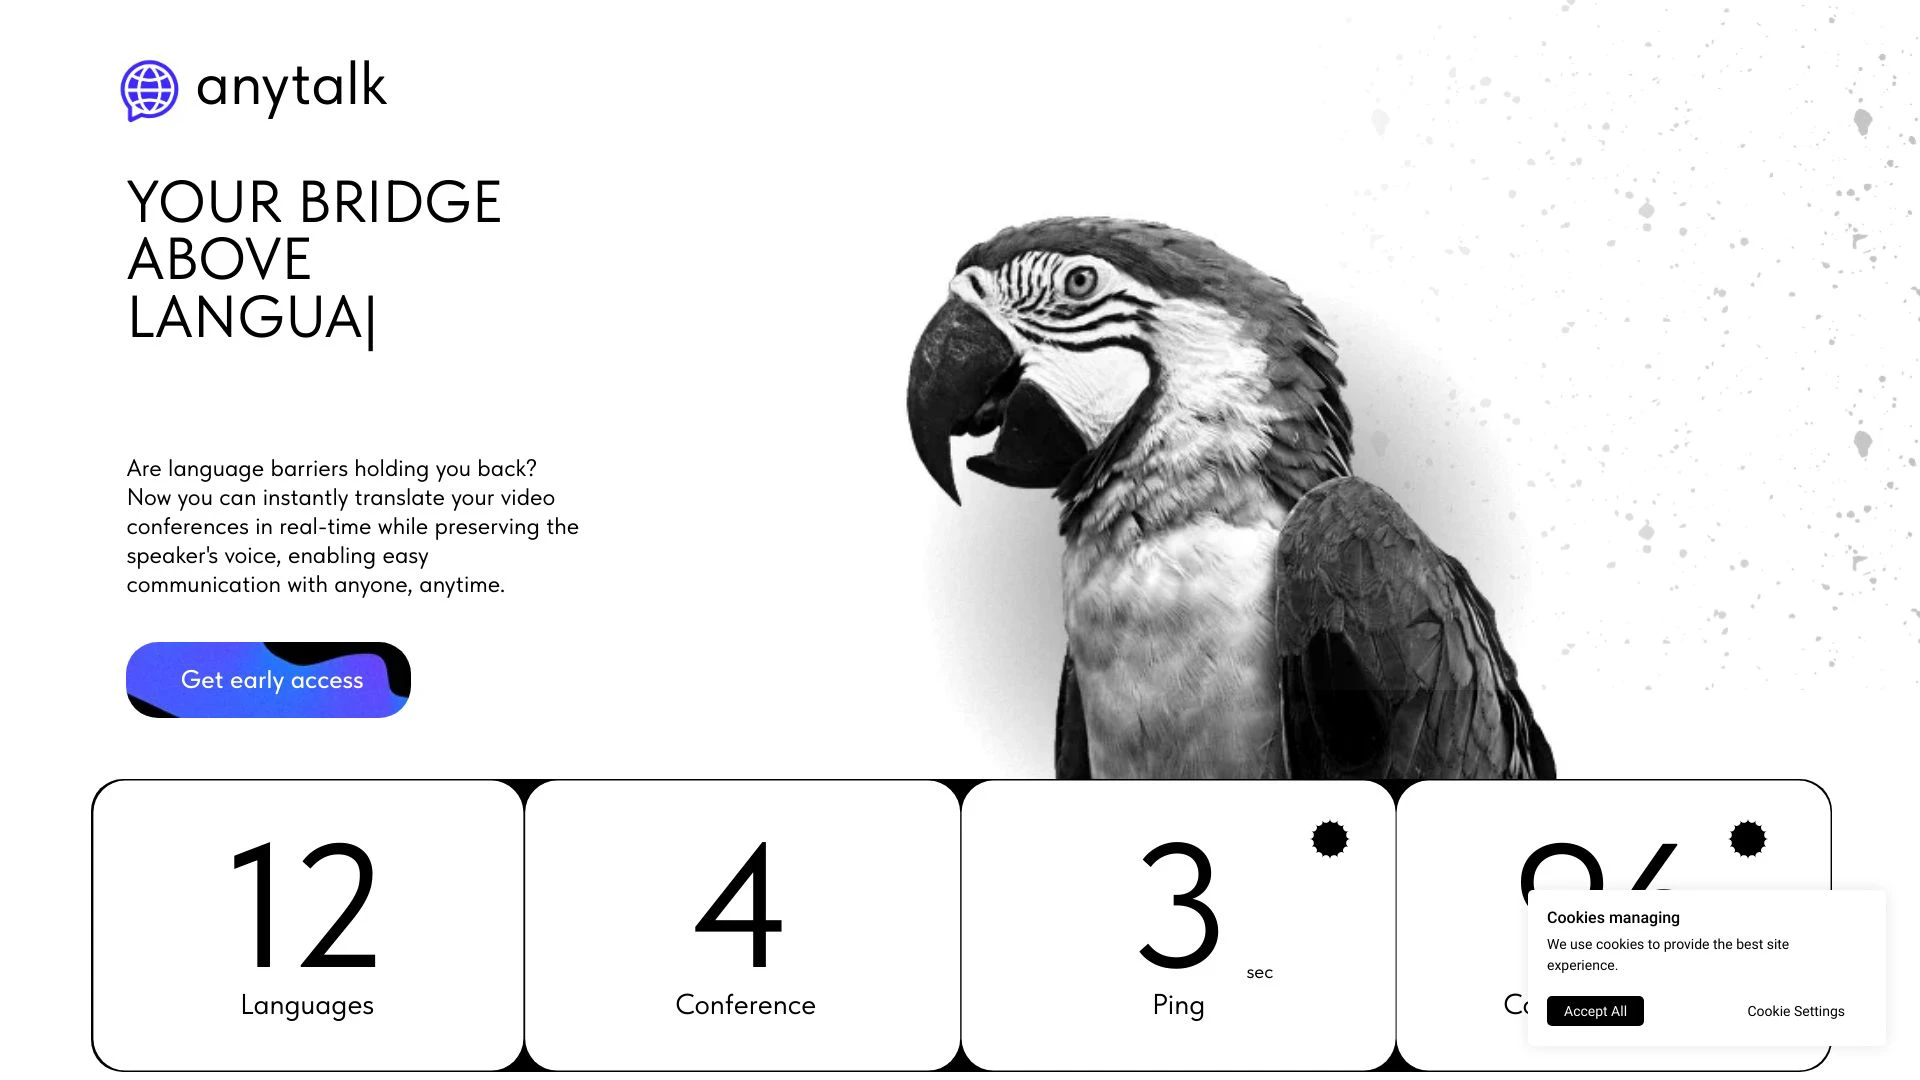 anytalk
YOUR BRIDGE
ABOVE
LANGUA|
Are language barriers holding you back?
Now you can instantly translate your video
conferences in real-time while preserving the
speaker's voice, enabling easy
communication with anyone, anytime.
Get early access
12
Languages
4
Conference
3
sec
Ping
Cookies managing
We use cookies to provide the best site
experience.
Accept All
Cookie Settings